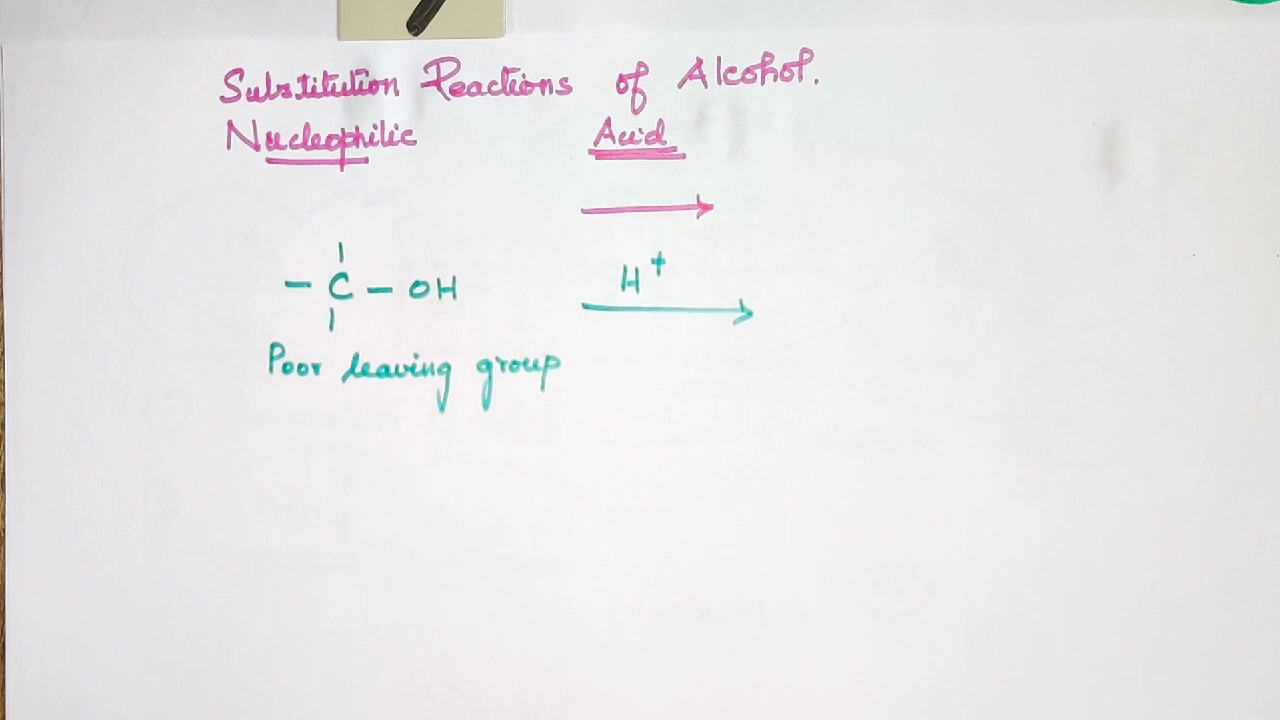 Substitution Reactions of Alcohol.
Nucleophilic Acid
H+
– C – OH
Poor leaving group